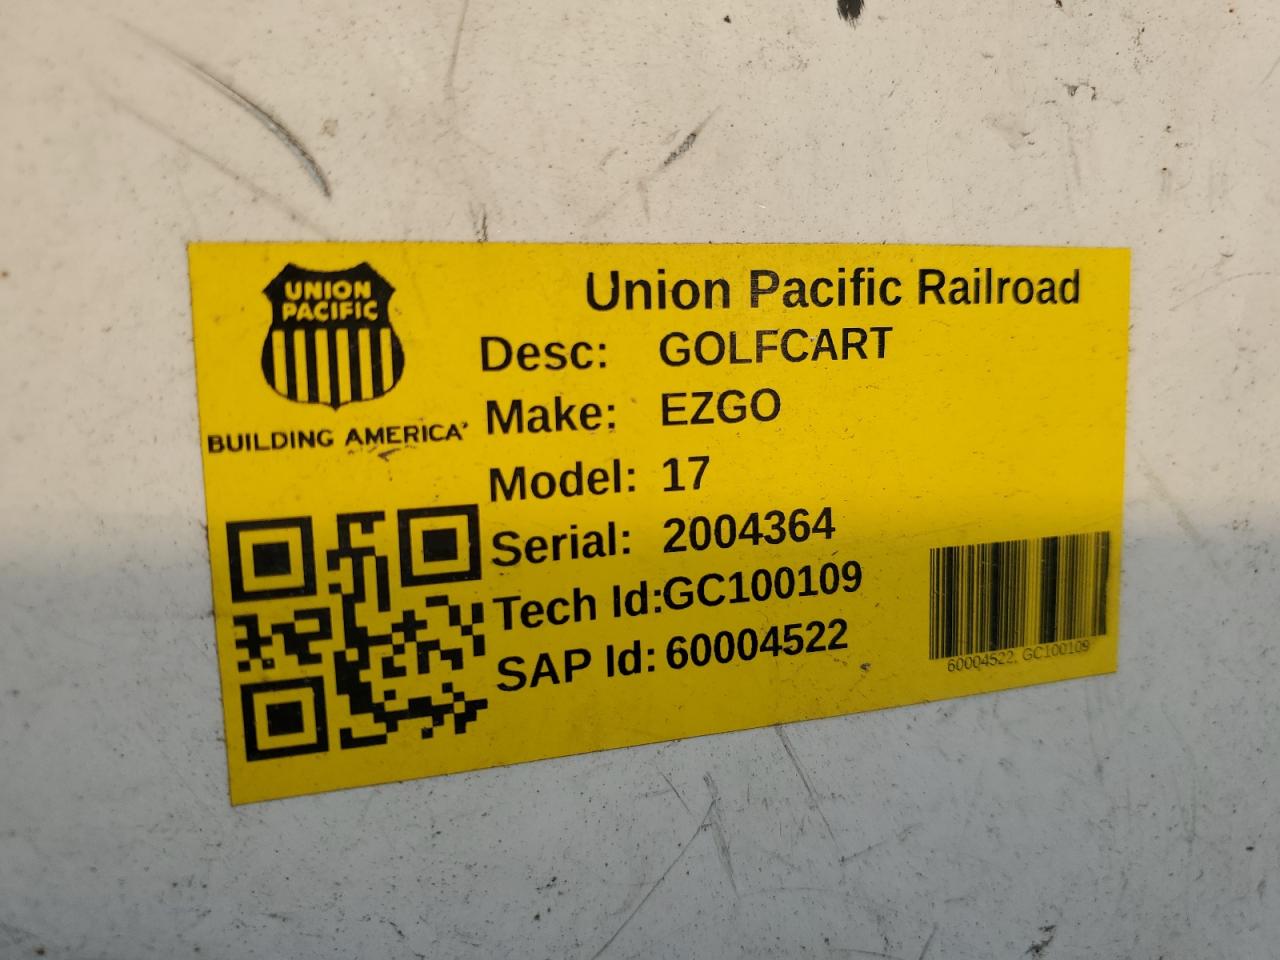 UNION
PACIFIC
BUILDING AMERICA'
Union Pacific Railroad
Desc: GOLFCART
Make: EZGO
Model: 17
Serial: 2004364
Tech Id:GC100109
SAP Id: 60004522
60004522, GC100109